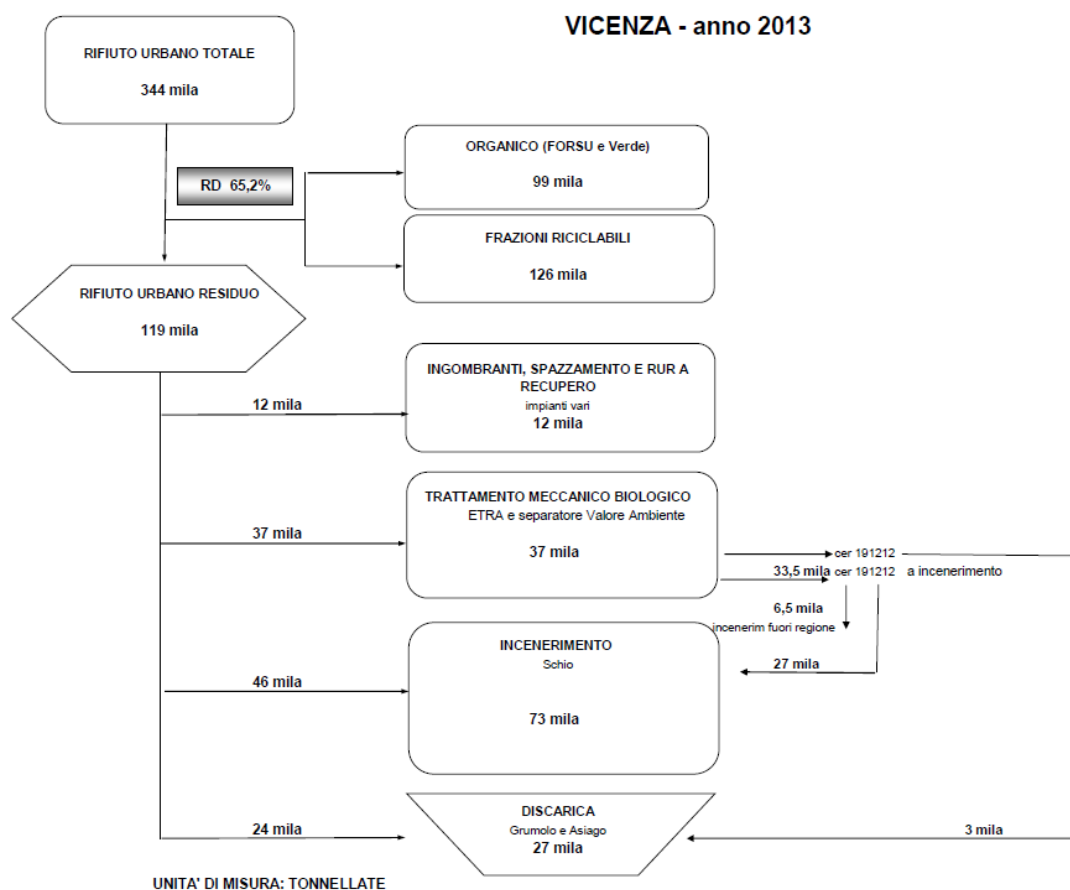 VICENZA - anno 2013
RIFIUTO URBANO TOTALE
344 mila
RD 65,2%
ORGANICO (FORSU e Verde)
99 mila
FRAZIONI RICICLABILI
126 mila
RIFIUTO URBANO RESIDUO
119 mila
12 mila
INGOMBRANTI, SPAZZAMENTO E RUR A
RECUPERO
impianti vari
12 mila
37 mila
TRATTAMENTO MECCANICO BIOLOGICO
ETRA e separatore Valore Ambiente
37 mila
cer 191212
33,5 mila cer 191212 a incenerimento
6,5 mila
incenerim fuori regione
27 mila
46 mila
INCENERIMENTO
Schio
73 mila
24 mila
DISCARICA
Grumolo e Asiago
27 mila
3 mila
UNITA' DI MISURA: TONNELLATE